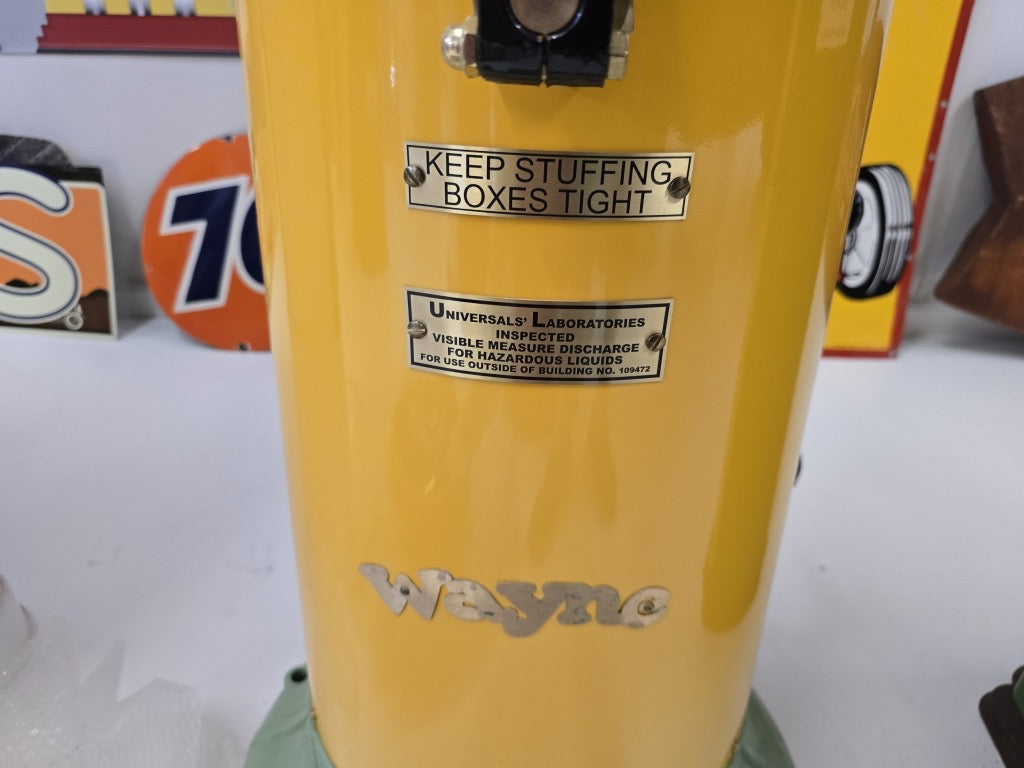 KEEP STUFFING
BOXES TIGHT
UNIVERSALS' LABORATORIES
INSPECTED
VISIBLE MEASURE DISCHARGE
FOR HAZARDOUS LIQUIDS
FOR USE OUTSIDE OF BUILDING NO. 109472
wayne
S
76